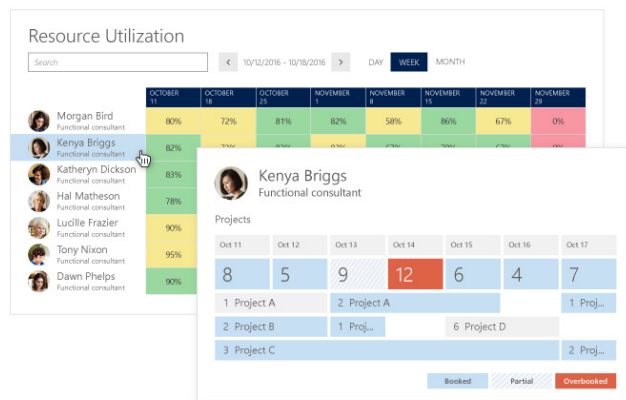 Resource Utilization
Search
10/12/2016 - 10/18/2016
DAY WEEK MONTH
OCTOBER 11 OCTOBER 18 OCTOBER 25 NOVEMBER 1 NOVEMBER 8 NOVEMBER 15 NOVEMBER 22 NOVEMBER 29
Morgan Bird
Functional consultant
80% 72% 81% 82% 58% 86% 67% 0%
Kenya Briggs
Functional consultant
82%
Katheryn Dickson
Functional consultant
83%
Hal Matheson
Functional consultant
78%
Lucille Frazier
Functional consultant
90%
Tony Nixon
Functional consultant
95%
Dawn Phelps
Functional consultant
90%
Kenya Briggs
Functional consultant
Projects
Oct 11 Oct 12 Oct 13 Oct 14 Oct 15 Oct 16 Oct 17
8 5 9 12 6 4 7
1 Project A 2 Project A 1 Proj...
2 Project B 1 Proj... 6 Project D
3 Project C 2 Proj...
Booked Partial Overbooked